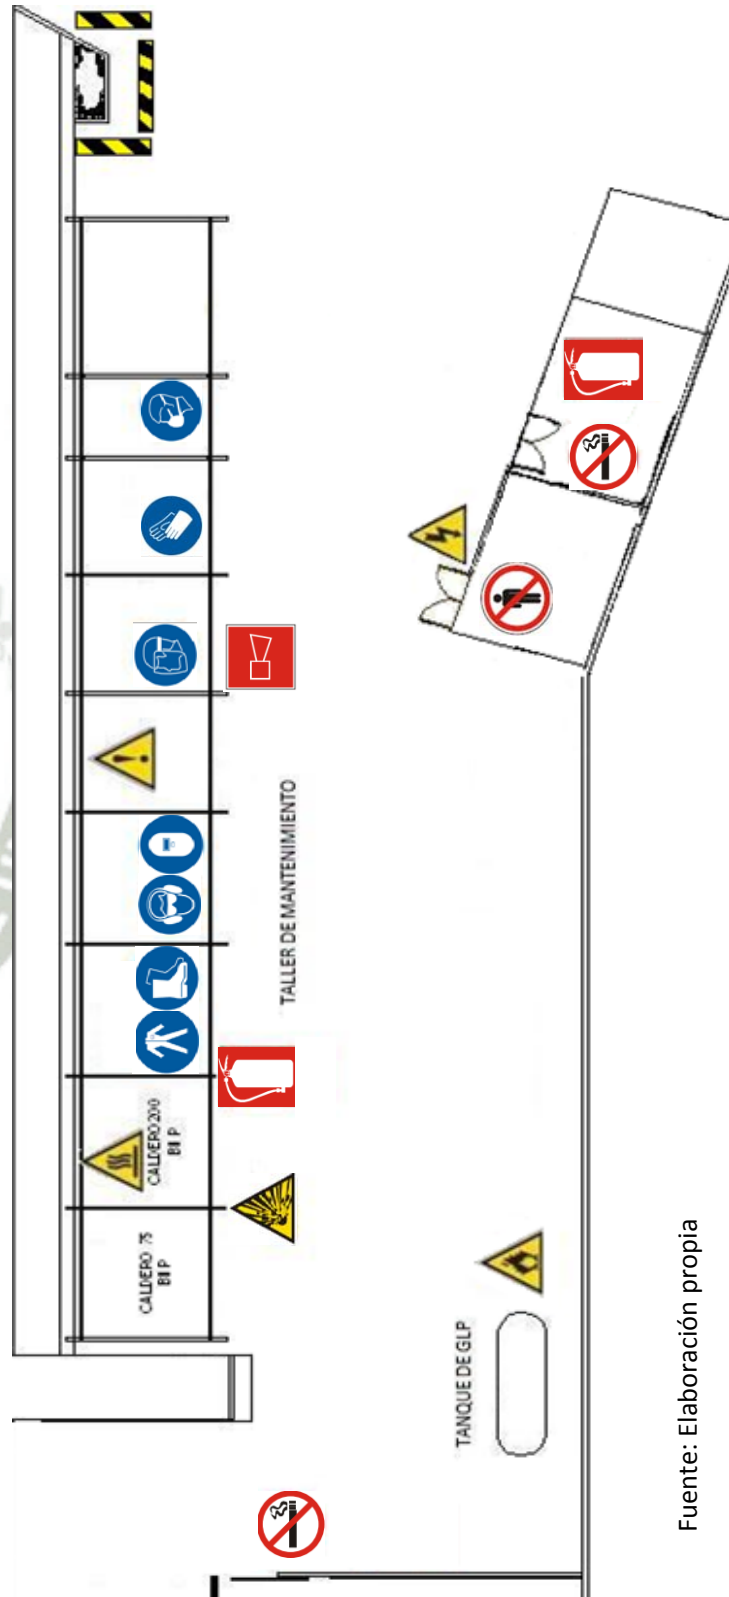 CALDERO 75
BHP
CALDERO 200
BHP
TALLER DE MANTENIMIENTO
TANQUE DE GLP
Fuente: Elaboración propia